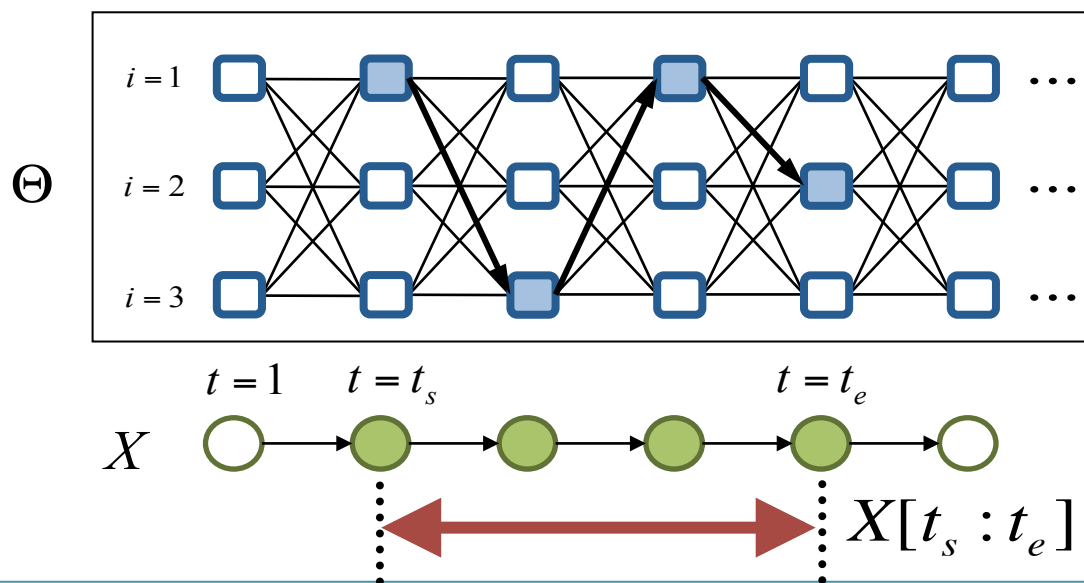 i = 1 ...
Θ i = 2 ...
i = 3 ...
t = 1 t = t_s t = t_e
X
X[t_s : t_e]